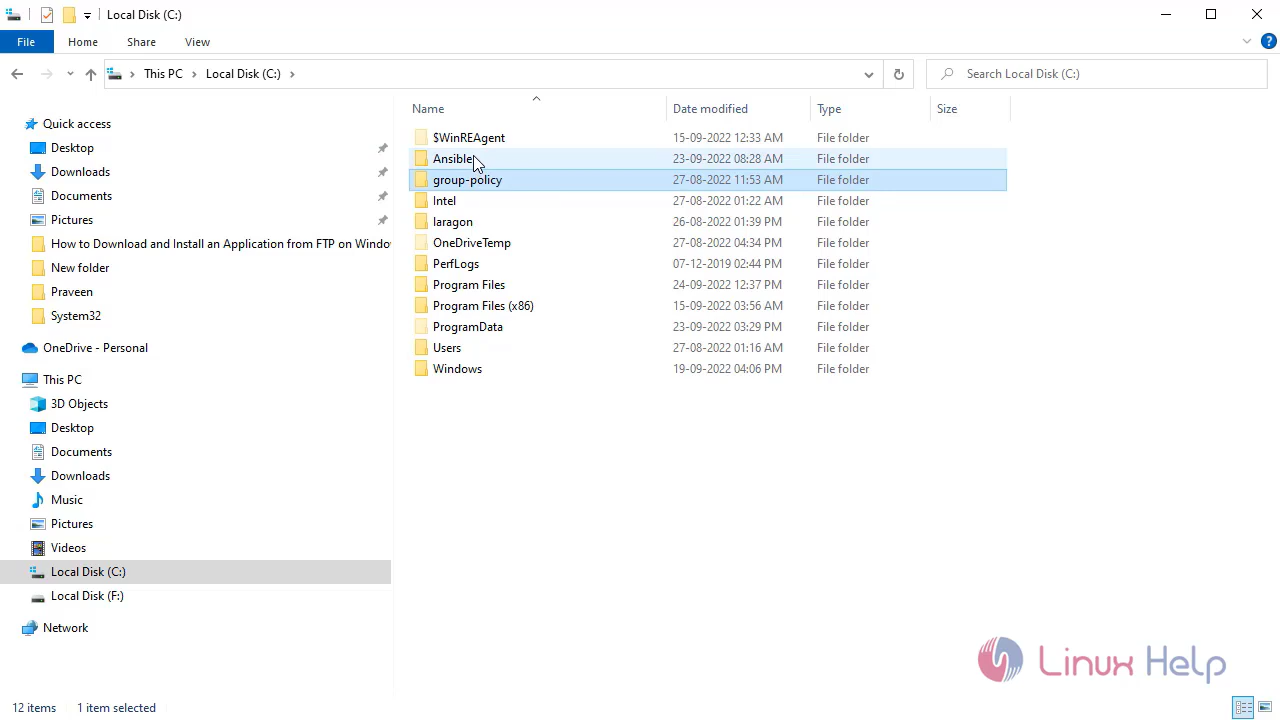 Local Disk (C:)
File Home Share View
This PC Local Disk (C:) Search Local Disk (C:)
Name Date modified Type Size
Quick access
Desktop
Downloads
Documents
Pictures
How to Download and Install an Application from FTP on Windo
New folder
Praveen
System32
OneDrive - Personal
This PC
3D Objects
Desktop
Documents
Downloads
Music
Pictures
Videos
Local Disk (C:)
Local Disk (F:)
Network
$WinREAgent 15-09-2022 12:33 AM File folder
Ansible 23-09-2022 08:28 AM File folder
group-policy 27-08-2022 11:53 AM File folder
Intel 27-08-2022 01:22 AM File folder
laragon 26-08-2022 01:39 PM File folder
OneDriveTemp 27-08-2022 04:34 PM File folder
PerfLogs 07-12-2019 02:44 PM File folder
Program Files 24-09-2022 12:37 PM File folder
Program Files (x86) 15-09-2022 03:56 AM File folder
ProgramData 23-09-2022 03:29 PM File folder
Users 27-08-2022 01:16 AM File folder
Windows 19-09-2022 04:06 PM File folder
Linux Help
12 items 1 item selected